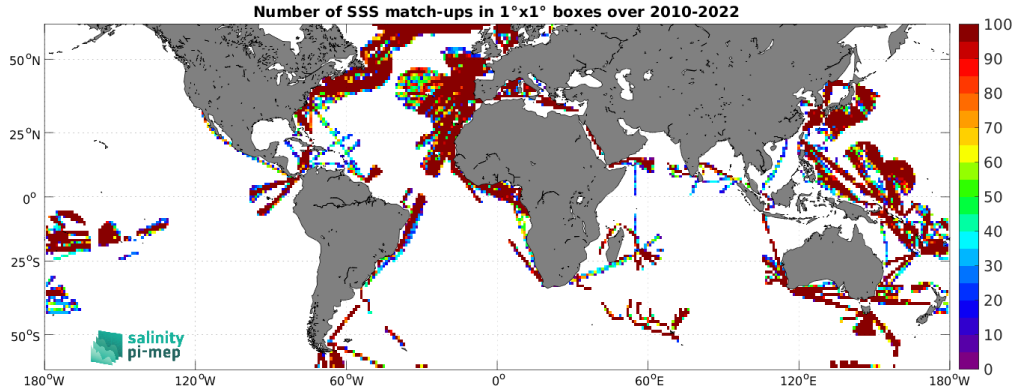 Number of SSS match-ups in 1°x1° boxes over 2010-2022
50°N
25°N
0°
25°S
50°S
180°W
120°W
60°W
0°
60°E
120°E
180°W
100
90
80
70
60
50
40
30
20
10
0
salinity
pi-mep